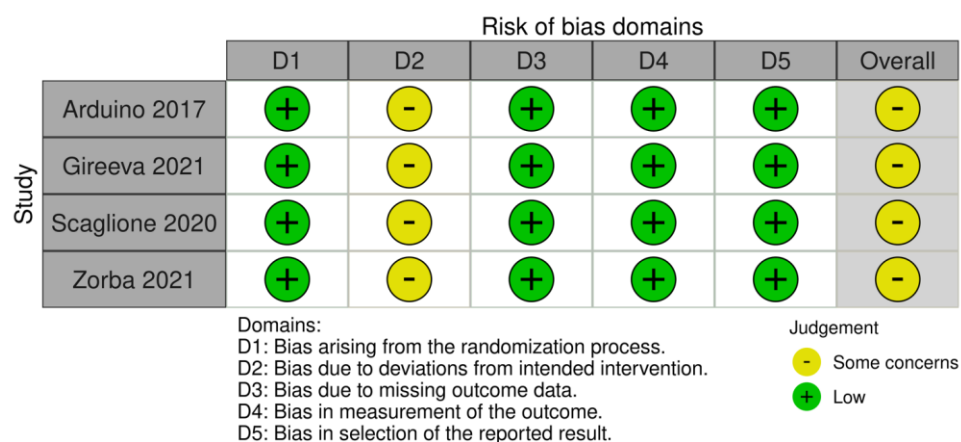 Risk of bias domains
D1 D2 D3 D4 D5 Overall
Study
Arduino 2017 + - + + + -
Gireeva 2021 + - + + + -
Scaglione 2020 + - + + + -
Zorba 2021 + - + + + -
Domains:
D1: Bias arising from the randomization process.
D2: Bias due to deviations from intended intervention.
D3: Bias due to missing outcome data.
D4: Bias in measurement of the outcome.
D5: Bias in selection of the reported result.
Judgement
- Some concerns
+ Low